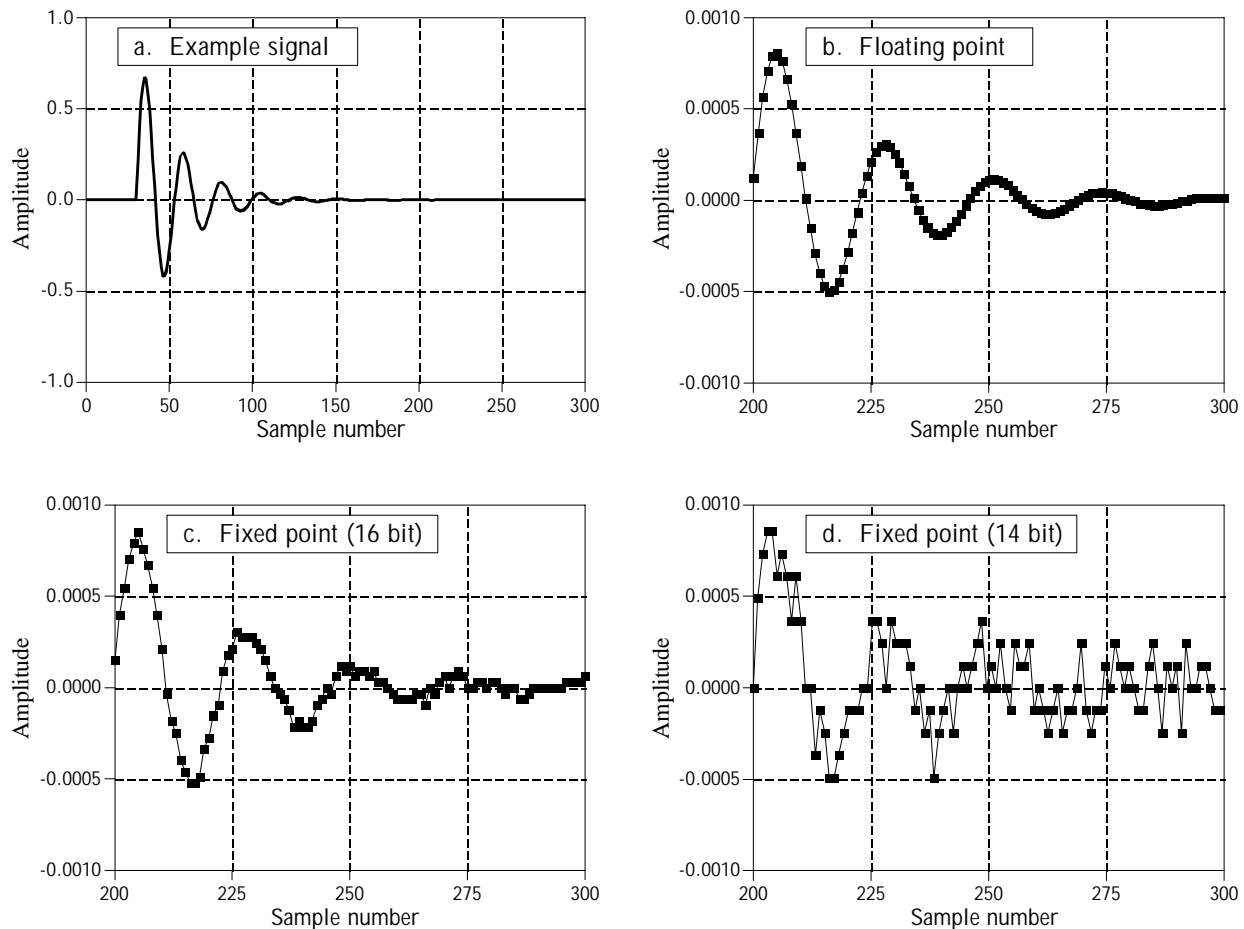 a. Example signal
Amplitude
1.0
0.5
0.0
-0.5
-1.0
0 50 100 150 200 250 300
Sample number
b. Floating point
Amplitude
0.0010
0.0005
0.0000
-0.0005
-0.0010
200 225 250 275 300
Sample number
c. Fixed point (16 bit)
Amplitude
0.0010
0.0005
0.0000
-0.0005
-0.0010
200 225 250 275 300
Sample number
d. Fixed point (14 bit)
Amplitude
0.0010
0.0005
0.0000
-0.0005
-0.0010
200 225 250 275 300
Sample number